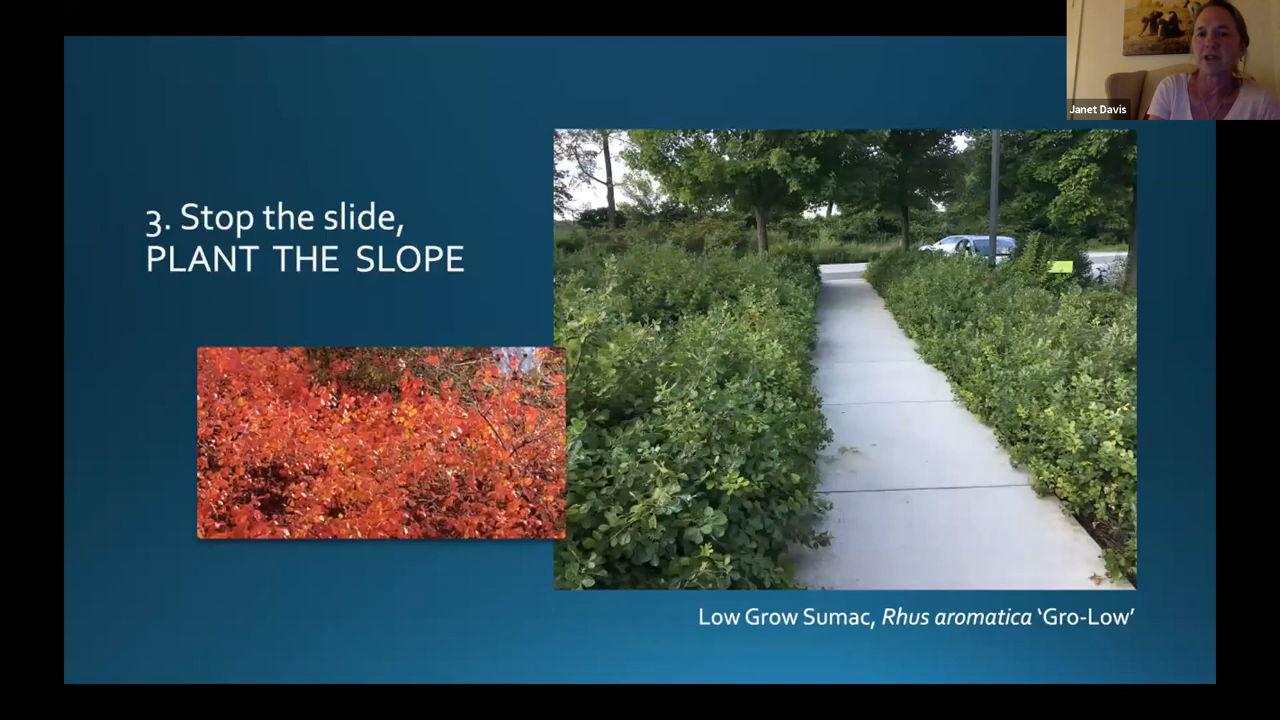 Janet Davis
3. Stop the slide,
PLANT THE SLOPE
Low Grow Sumac, Rhus aromatica ‘Gro-Low’